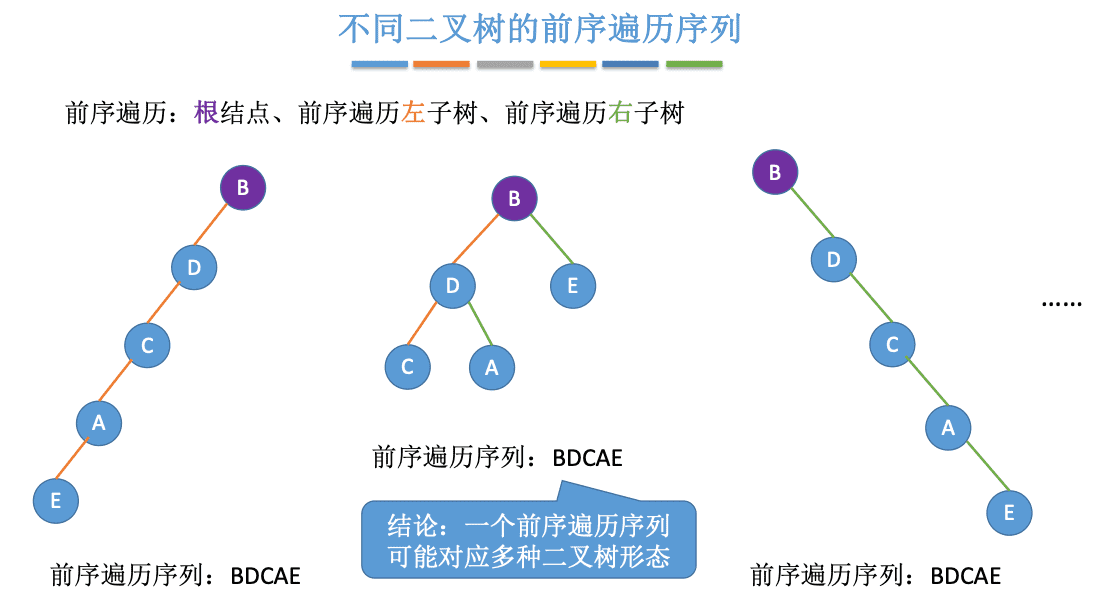 不同二叉树的前序遍历序列
前序遍历：根结点、前序遍历左子树、前序遍历右子树
B
D
C
A
E
前序遍历序列：BDCAE
B
D
E
C
A
前序遍历序列：BDCAE
结论：一个前序遍历序列
可能对应多种二叉树形态
B
D
C
A
E
前序遍历序列：BDCAE
……